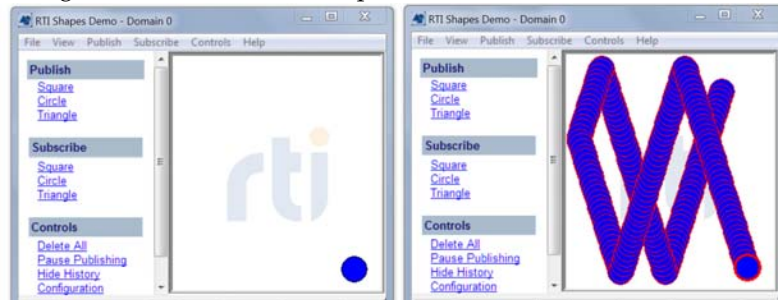 RTI Shapes Demo - Domain 0
File View Publish Subscribe Controls Help
Publish
Square
Circle
Triangle
Subscribe
Square
Circle
Triangle
Controls
Delete All
Pause Publishing
Hide History
Configuration
rti
RTI Shapes Demo - Domain 0
File View Publish Subscribe Controls Help
Publish
Square
Circle
Triangle
Subscribe
Square
Circle
Triangle
Controls
Delete All
Pause Publishing
Hide History
Configuration